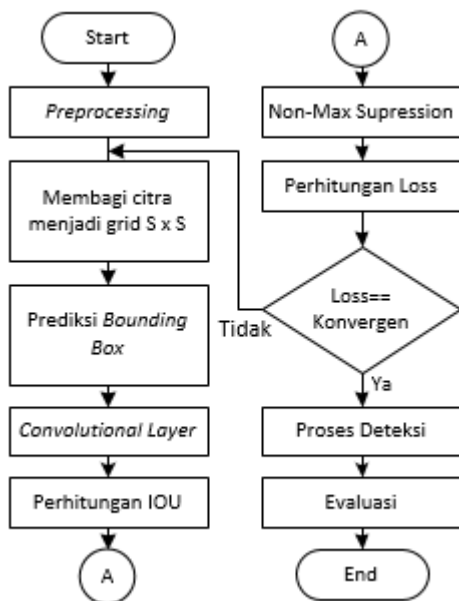 Start
Preprocessing
Membagi citra
menjadi grid S x S
Prediksi Bounding
Box
Convolutional Layer
Perhitungan IOU
A
A
Non-Max Supression
Perhitungan Loss
Loss==
Konvergen
Tidak
Ya
Proses Deteksi
Evaluasi
End